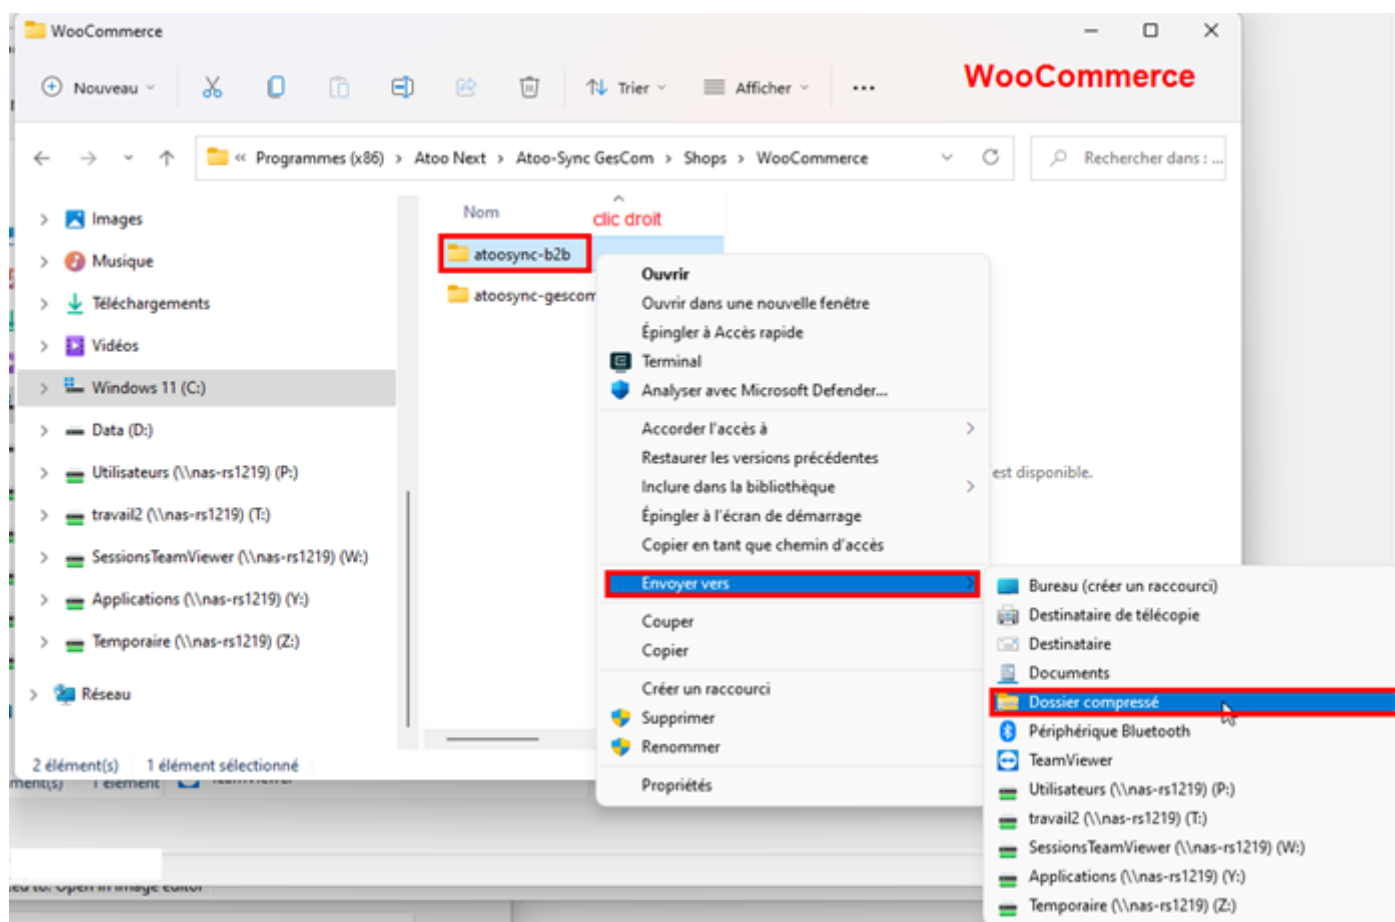 WooCommerce
Nouveau
Trier
Afficher
WooCommerce
« Programmes (x86) > Atoo Next > Atoo-Sync GesCom > Shops > WooCommerce
Rechercher dans : ...
Images
Musique
Téléchargements
Vidéos
Windows 11 (C:)
Data (D:)
Utilisateurs (\\nas-rs1219) (P:)
travail2 (\\nas-rs1219) (T:)
SessionsTeamViewer (\\nas-rs1219) (W:)
Applications (\\nas-rs1219) (Y:)
Temporaire (\\nas-rs1219) (Z:)
Réseau
Nom
clic droit
atoosync-b2b
atoosync-gescom
Ouvrir
Ouvrir dans une nouvelle fenêtre
Épingler à Accès rapide
Terminal
Analyser avec Microsoft Defender...
Accorder l'accès à
Restaurer les versions précédentes
Inclure dans la bibliothèque
Épingler à l'écran de démarrage
Copier en tant que chemin d'accès
Envoyer vers
Couper
Copier
Créer un raccourci
Supprimer
Renommer
Propriétés
est disponible.
Bureau (créer un raccourci)
Destinataire de télécopie
Destinataire
Documents
Dossier compressé
Périphérique Bluetooth
TeamViewer
Utilisateurs (\\nas-rs1219) (P:)
travail2 (\\nas-rs1219) (T:)
SessionsTeamViewer (\\nas-rs1219) (W:)
Applications (\\nas-rs1219) (Y:)
Temporaire (\\nas-rs1219) (Z:)
2 élément(s) 1 élément sélectionné
to: Open in image editor